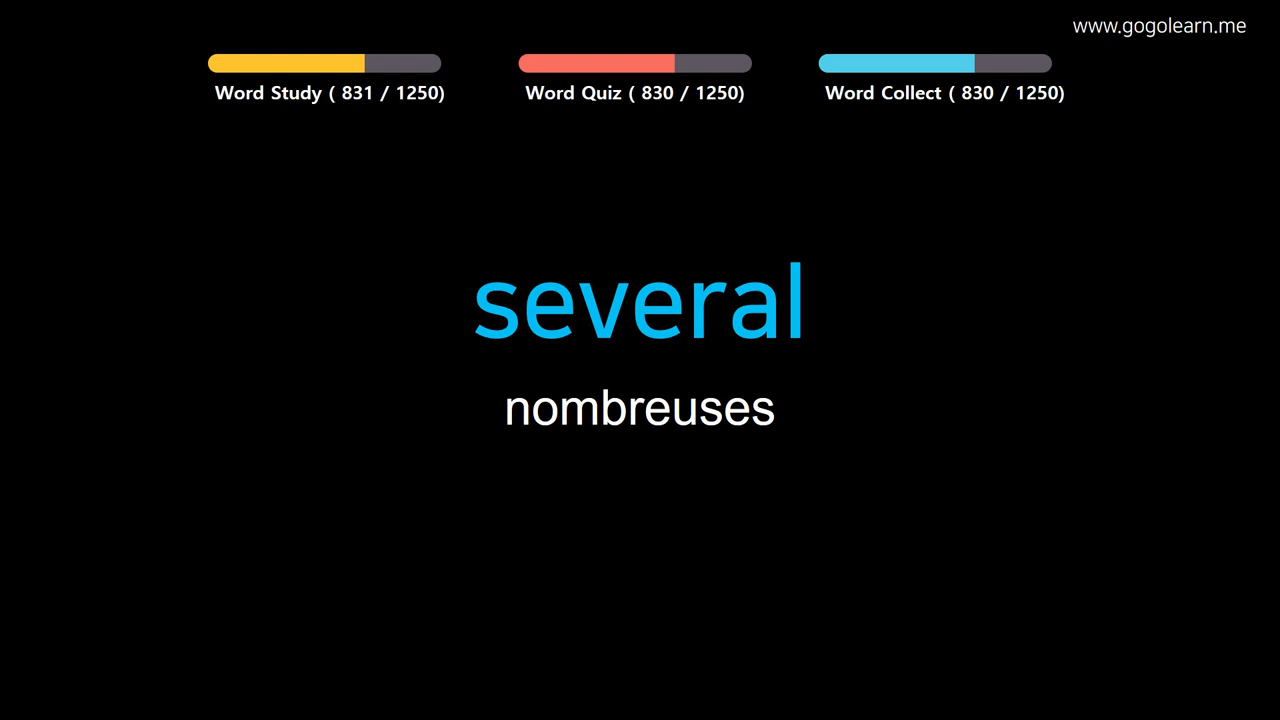 www.gogolearn.me
Word Study ( 831 / 1250)
Word Quiz ( 830 / 1250)
Word Collect ( 830 / 1250)
several
nombreuses